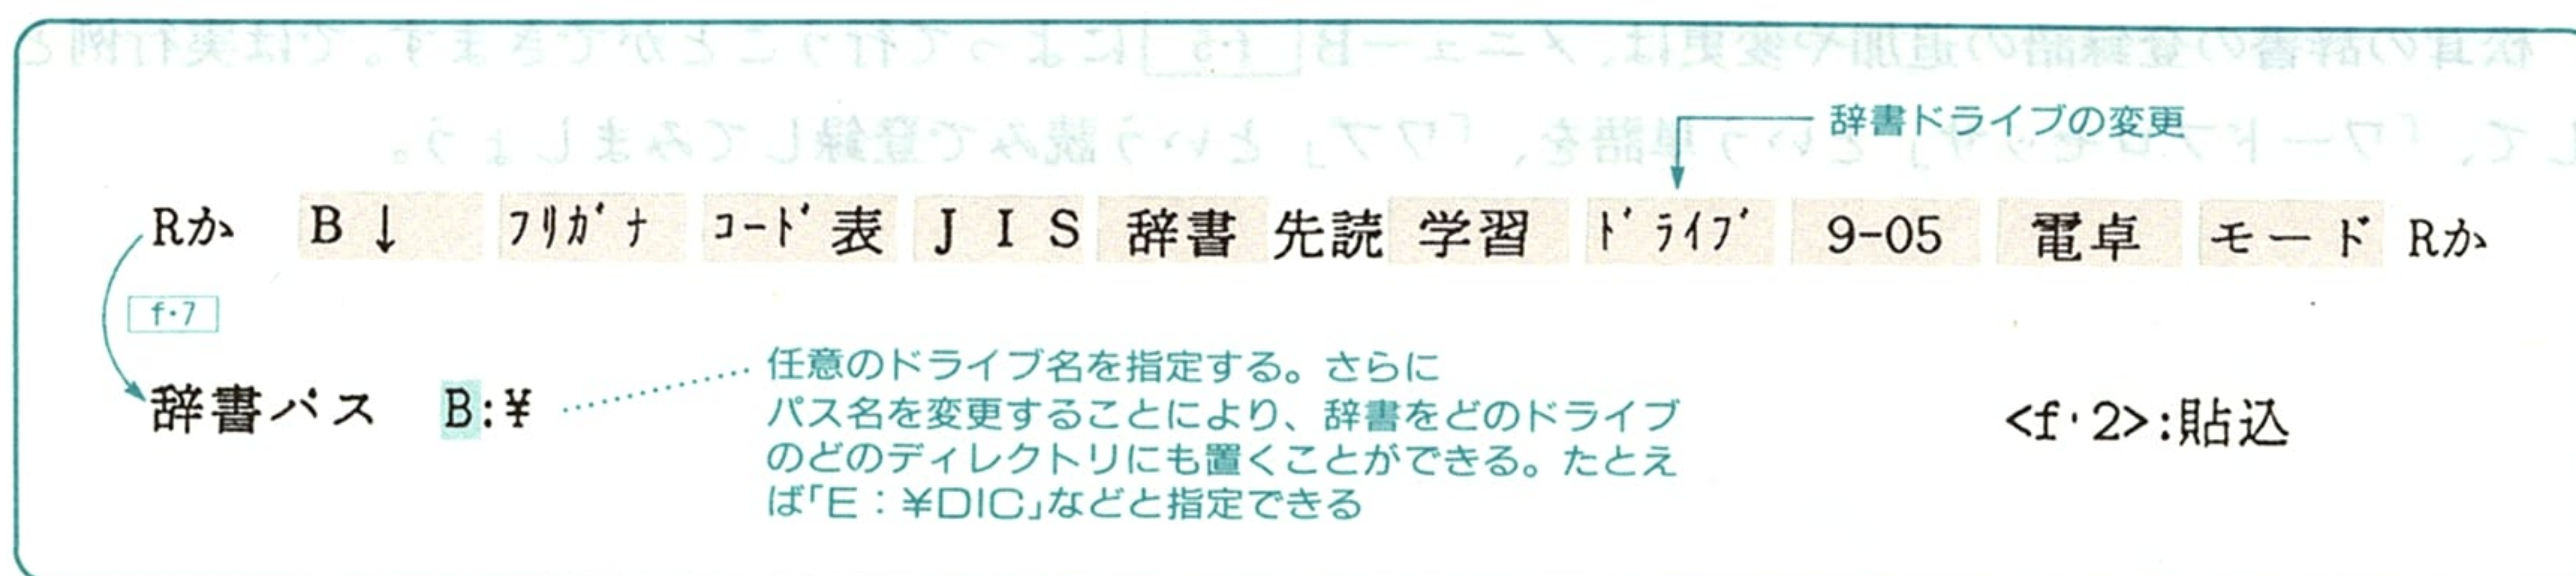 辞書ドライブの変更
Rか B↓ ﾌﾘｶﾞﾅ ｺｰﾄﾞ表 ＪＩＳ 辞書 先読 学習 ﾄﾞﾗｲﾌﾞ 9-05 電卓 モード Rか
f・7
辞書パス B:¥
任意のドライブ名を指定する。さらに
パス名を変更することにより、辞書をどのドライブ
のどのディレクトリにも置くことができる。たとえ
ば「E：¥DIC」などと指定できる
<f・2>:貼込